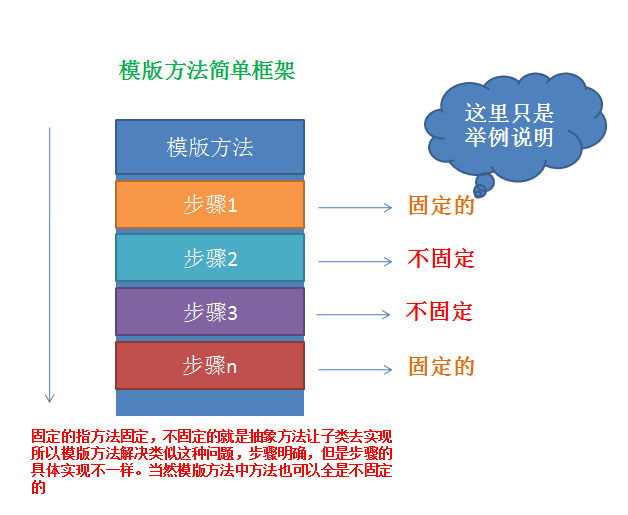 模版方法简单框架
这里只是
举例说明
模版方法
步骤1
固定的
步骤2
不固定
步骤3
不固定
步骤n
固定的
固定的指方法固定，不固定的就是抽象方法让子类去实现
所以模版方法解决类似这种问题，步骤明确，但是步骤的
具体实现不一样。当然模版方法中方法也可以全是不固定
的